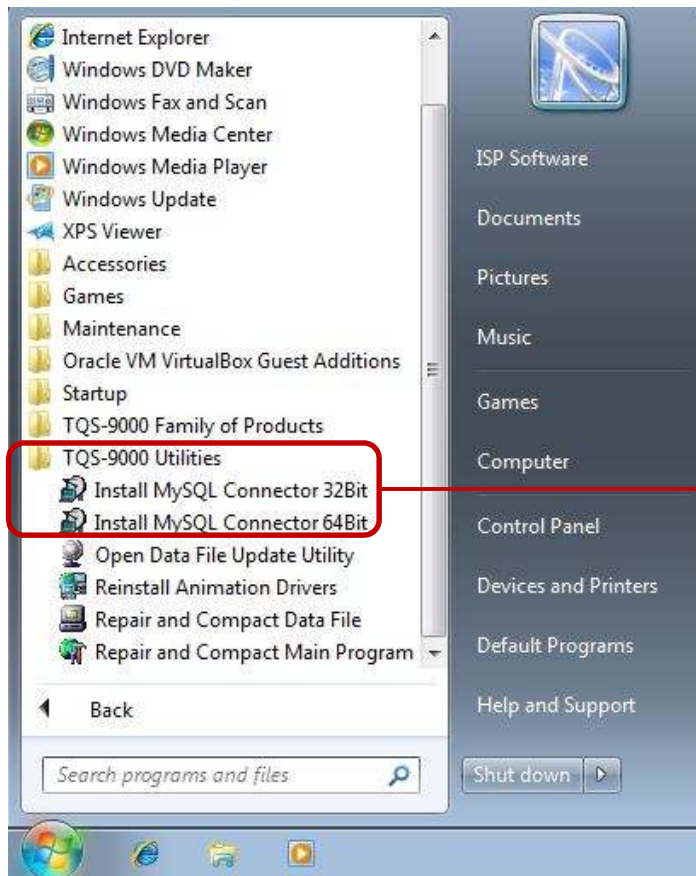 Internet Explorer
Windows DVD Maker
Windows Fax and Scan
Windows Media Center
Windows Media Player
Windows Update
XPS Viewer
Accessories
Games
Maintenance
Oracle VM VirtualBox Guest Additions
Startup
TQS-9000 Family of Products
TQS-9000 Utilities
Install MySQL Connector 32Bit
Install MySQL Connector 64Bit
Open Data File Update Utility
Reinstall Animation Drivers
Repair and Compact Data File
Repair and Compact Main Program
Back
Search programs and files
ISP Software
Documents
Pictures
Music
Games
Computer
Control Panel
Devices and Printers
Default Programs
Help and Support
Shut down